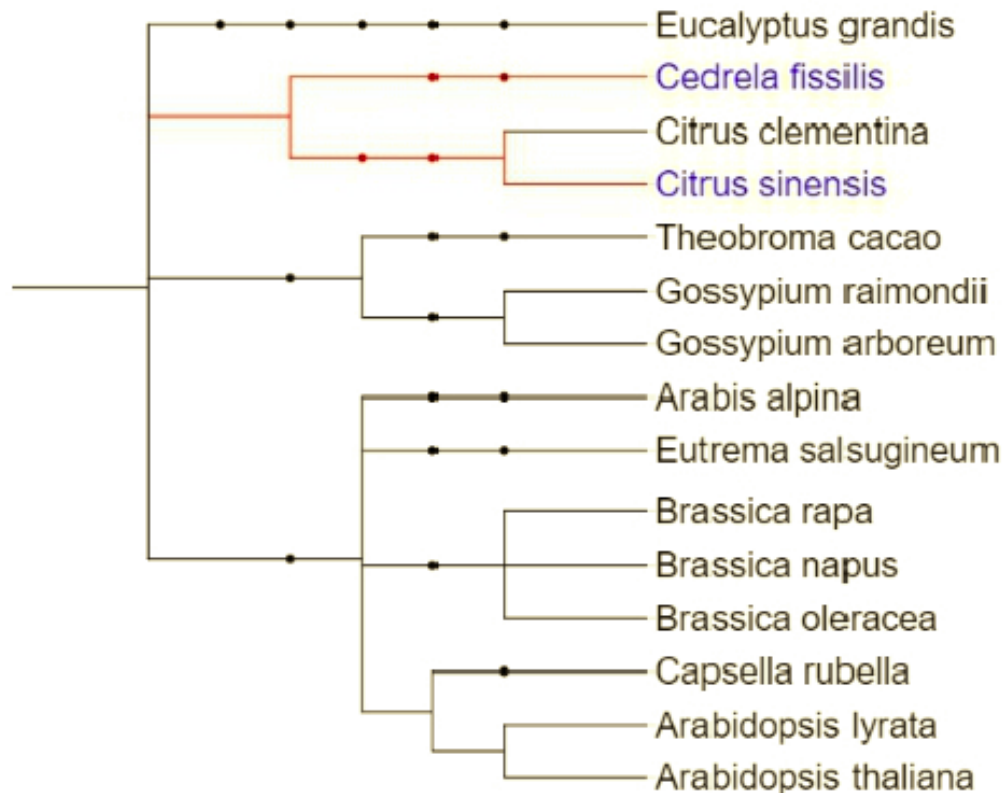 Eucalyptus grandis
Cedrela fissilis
Citrus clementina
Citrus sinensis
Theobroma cacao
Gossypium raimondii
Gossypium arboreum
Arabis alpina
Eutrema salsugineum
Brassica rapa
Brassica napus
Brassica oleracea
Capsella rubella
Arabidopsis lyrata
Arabidopsis thaliana